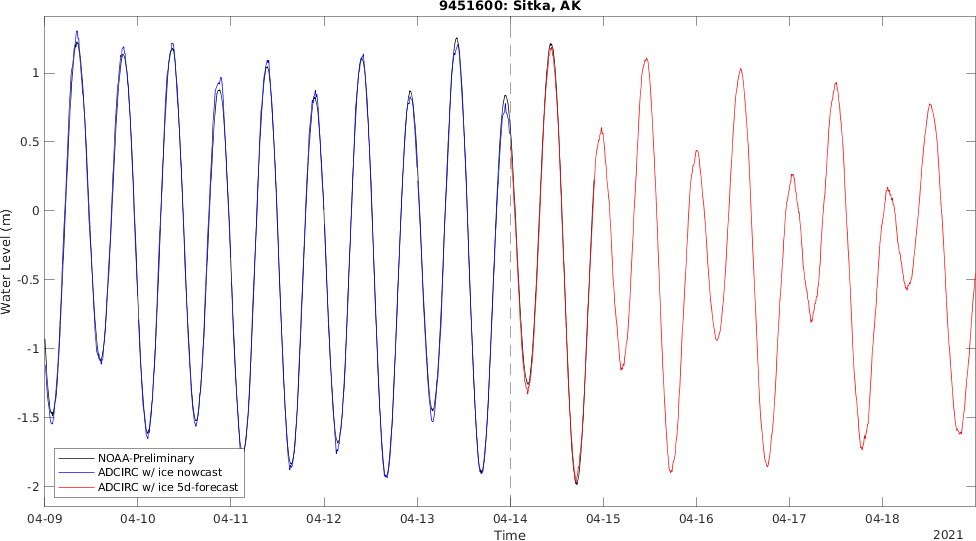 9451600: Sitka, AK
Water Level (m)
1
0.5
0
-0.5
-1
-1.5
-2
NOAA-Preliminary
ADCIRC w/ ice nowcast
ADCIRC w/ ice 5d-forecast
04-09 04-10 04-11 04-12 04-13 04-14 04-15 04-16 04-17 04-18
Time
2021